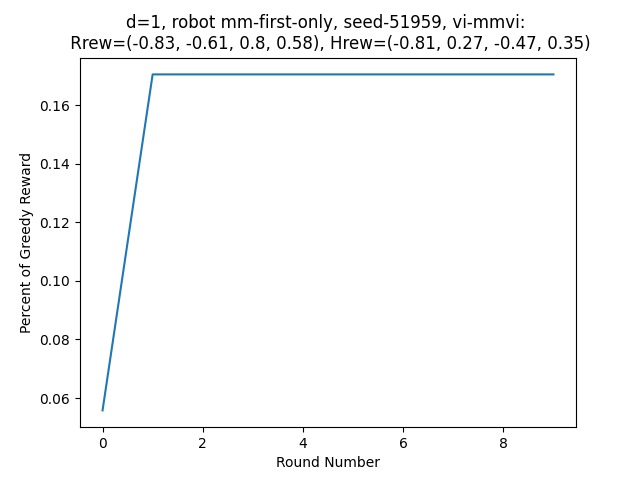 d=1, robot mm-first-only, seed-51959, vi-mmvi:
Rrew=(-0.83, -0.61, 0.8, 0.58), Hrew=(-0.81, 0.27, -0.47, 0.35)
0.16
0.14
0.12
0.10
0.08
0.06
Percent of Greedy Reward
0 2 4 6 8
Round Number